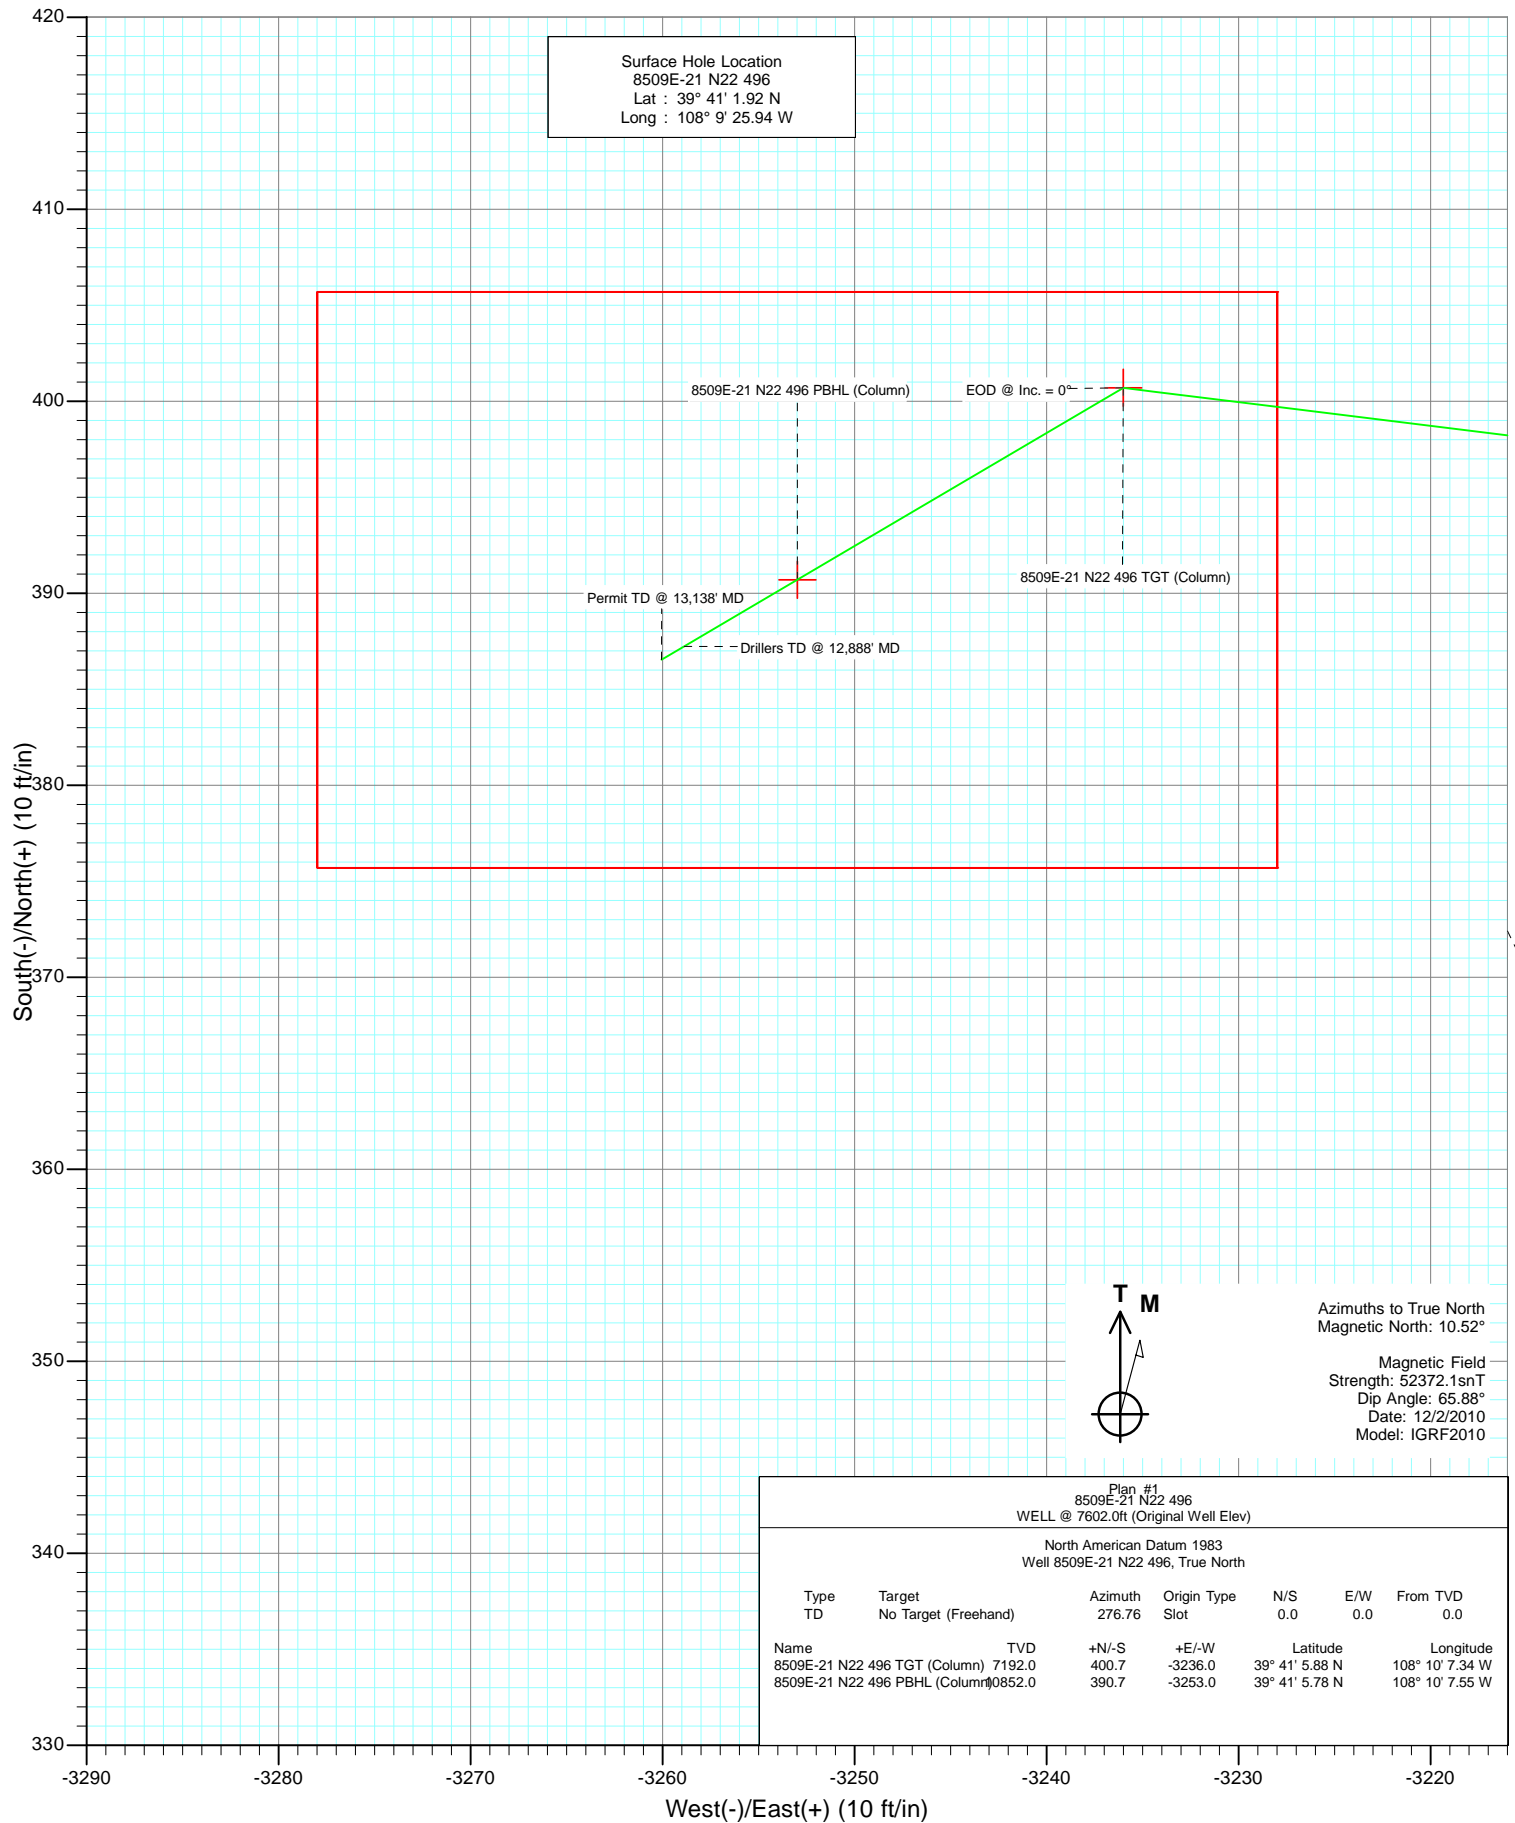 420
410
400
390
380
370
360
350
340
330
South(-)/North(+) (10 ft/in)
Surface Hole Location
8509E-21 N22 496
Lat : 39° 41' 1.92 N
Long : 108° 9' 25.94 W
8509E-21 N22 496 PBHL (Column)
EOD @ Inc. = 0°
8509E-21 N22 496 TGT (Column)
Permit TD @ 13,138' MD
Drillers TD @ 12,888' MD
T M
Azimuths to True North
Magnetic North: 10.52°
Magnetic Field
Strength: 52372.1snT
Dip Angle: 65.88°
Date: 12/2/2010
Model: IGRF2010
Plan #1
8509E-21 N22 496
WELL @ 7602.0ft (Original Well Elev)
North American Datum 1983
Well 8509E-21 N22 496, True North
Type Target Azimuth Origin Type N/S E/W From TVD
TD No Target (Freehand) 276.76 Slot 0.0 0.0 0.0
Name TVD +N/-S +E/-W Latitude Longitude
8509E-21 N22 496 TGT (Column) 7192.0 400.7 -3236.0 39° 41' 5.88 N 108° 10' 7.34 W
8509E-21 N22 496 PBHL (Column) 10852.0 390.7 -3253.0 39° 41' 5.78 N 108° 10' 7.55 W
-3290 -3280 -3270 -3260 -3250 -3240 -3230 -3220
West(-)/East(+) (10 ft/in)